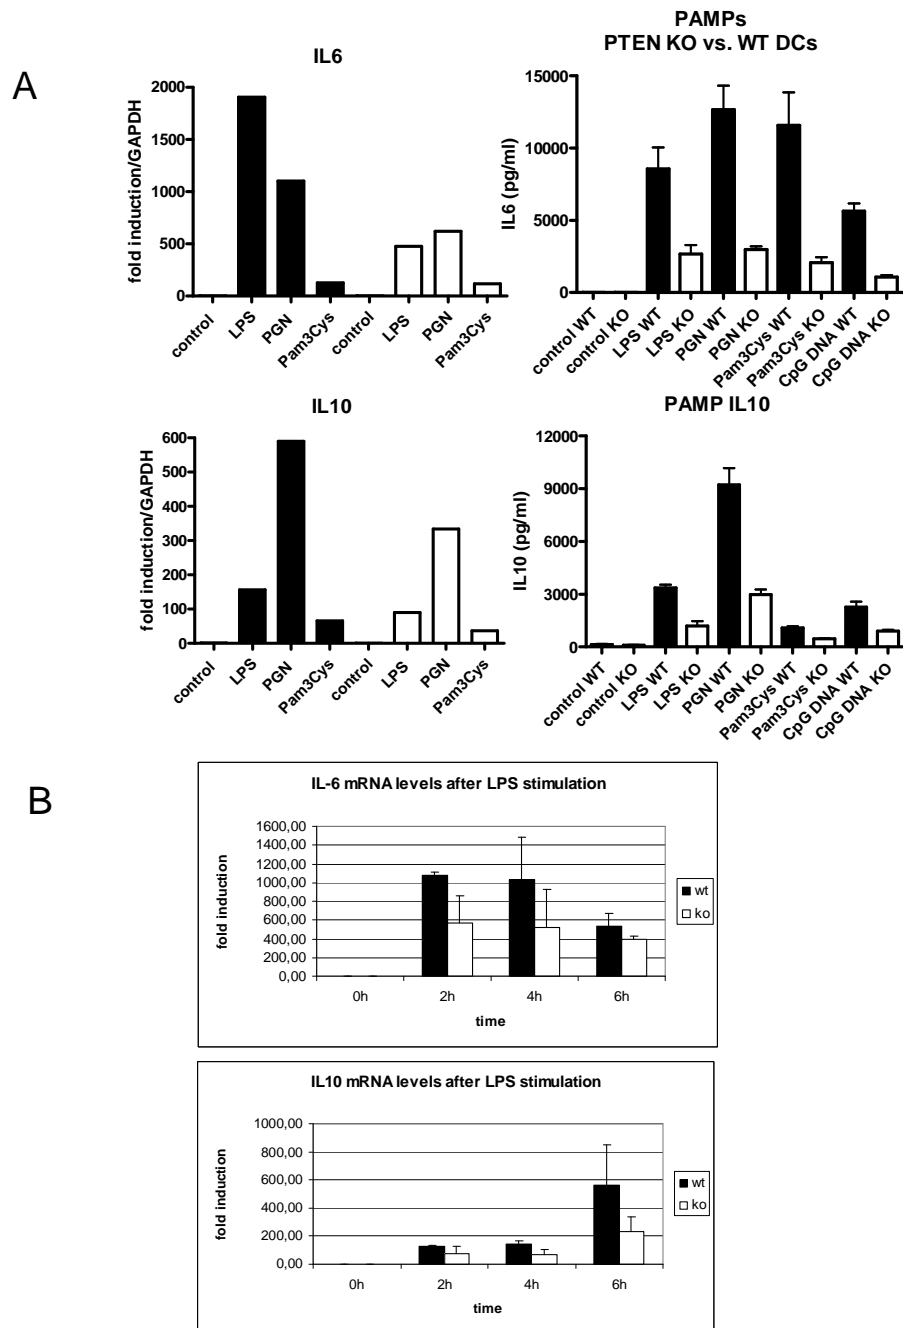 A
IL6
fold induction/GAPDH
2000
1500
1000
500
0
control
LPS
PGN
Pam3Cys
control
LPS
PGN
Pam3Cys
PAMPs
PTEN KO vs. WT DCs
IL6 (pg/ml)
15000
10000
5000
0
control WT
control KO
LPS WT
LPS KO
PGN WT
PGN KO
Pam3Cys WT
Pam3Cys KO
CpG DNA WT
CpG DNA KO
IL10
fold induction/GAPDH
600
500
400
300
200
100
0
control
LPS
PGN
Pam3Cys
control
LPS
PGN
Pam3Cys
PAMP IL10
IL10 (pg/ml)
12000
9000
6000
3000
0
control WT
control KO
LPS WT
LPS KO
PGN WT
PGN KO
Pam3Cys WT
Pam3Cys KO
CpG DNA WT
CpG DNA KO
B
IL-6 mRNA levels after LPS stimulation
fold induction
1600,00
1400,00
1200,00
1000,00
800,00
600,00
400,00
200,00
0,00
0h
2h
4h
6h
time
wt
ko
IL10 mRNA levels after LPS stimulation
fold induction
1000,00
800,00
600,00
400,00
200,00
0,00
0h
2h
4h
6h
time
wt
ko